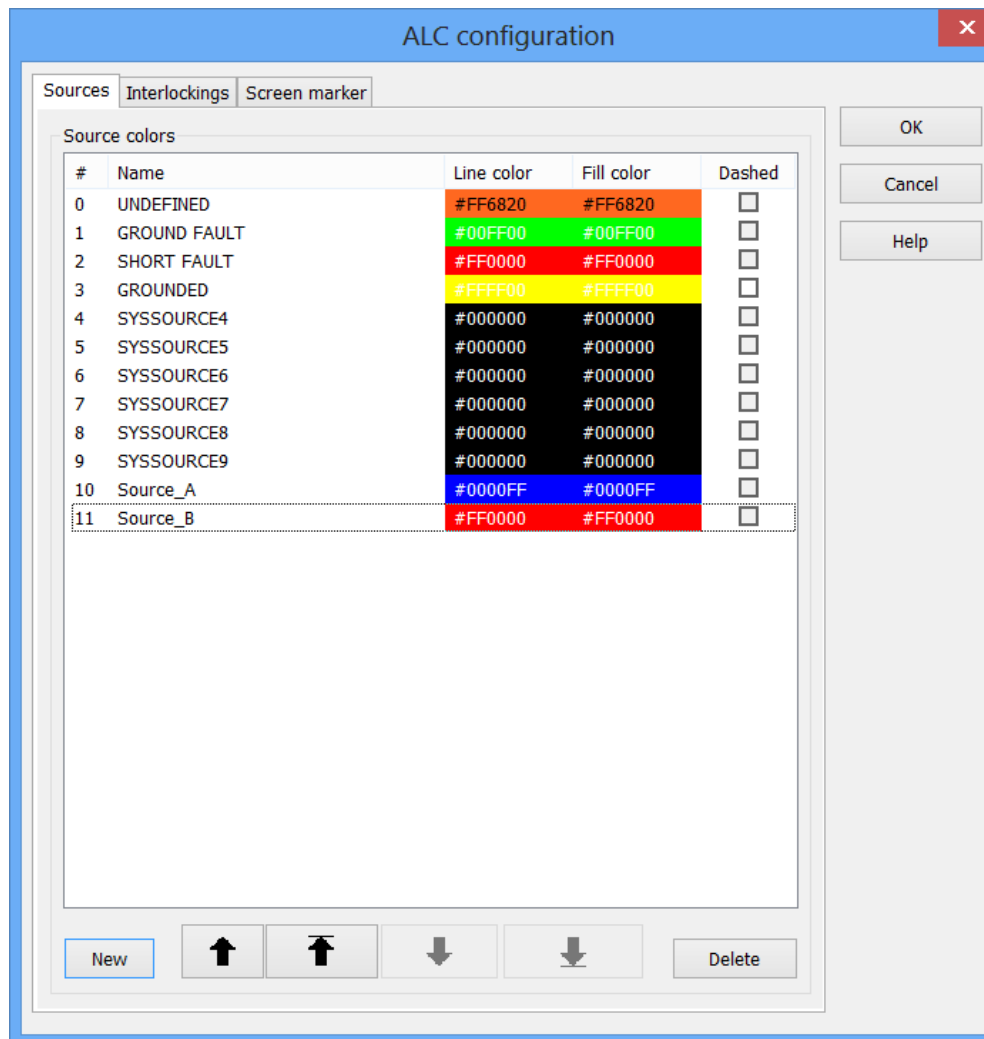 ALC configuration
Sources Interlockings Screen marker
OK
Cancel
Help
Source colors
# Name Line color Fill color Dashed
0 UNDEFINED #FF6820 #FF6820
1 GROUND FAULT #00FF00 #00FF00
2 SHORT FAULT #FF0000 #FF0000
3 GROUNDED #FFFF00 #FFFF00
4 SYSSOURCE4 #000000 #000000
5 SYSSOURCE5 #000000 #000000
6 SYSSOURCE6 #000000 #000000
7 SYSSOURCE7 #000000 #000000
8 SYSSOURCE8 #000000 #000000
9 SYSSOURCE9 #000000 #000000
10 Source_A #0000FF #0000FF
11 Source_B #FF0000 #FF0000
New Delete